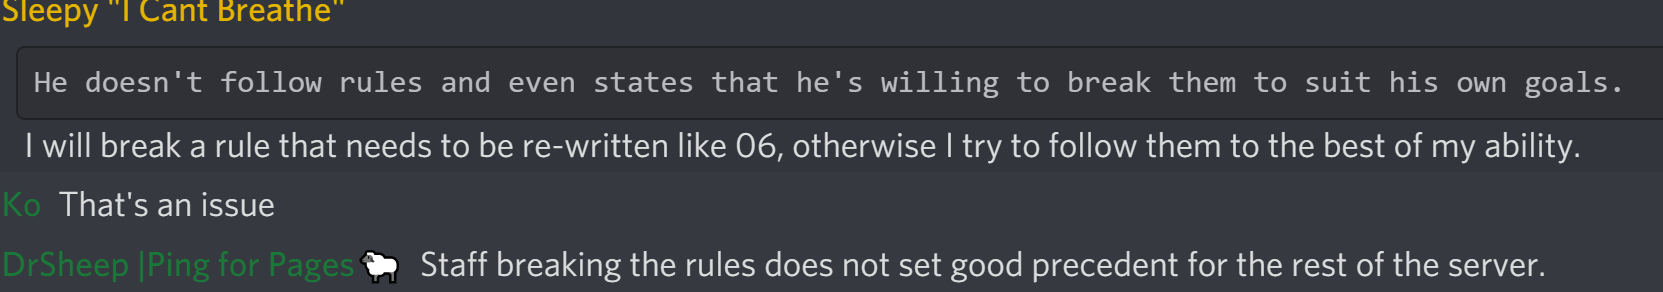 Sleepy "I Cant Breathe"
He doesn't follow rules and even states that he's willing to break them to suit his own goals.
I will break a rule that needs to be re-written like 06, otherwise I try to follow them to the best of my ability.
Ko That's an issue
DrSheep |Ping for Pages🐑 Staff breaking the rules does not set good precedent for the rest of the server.